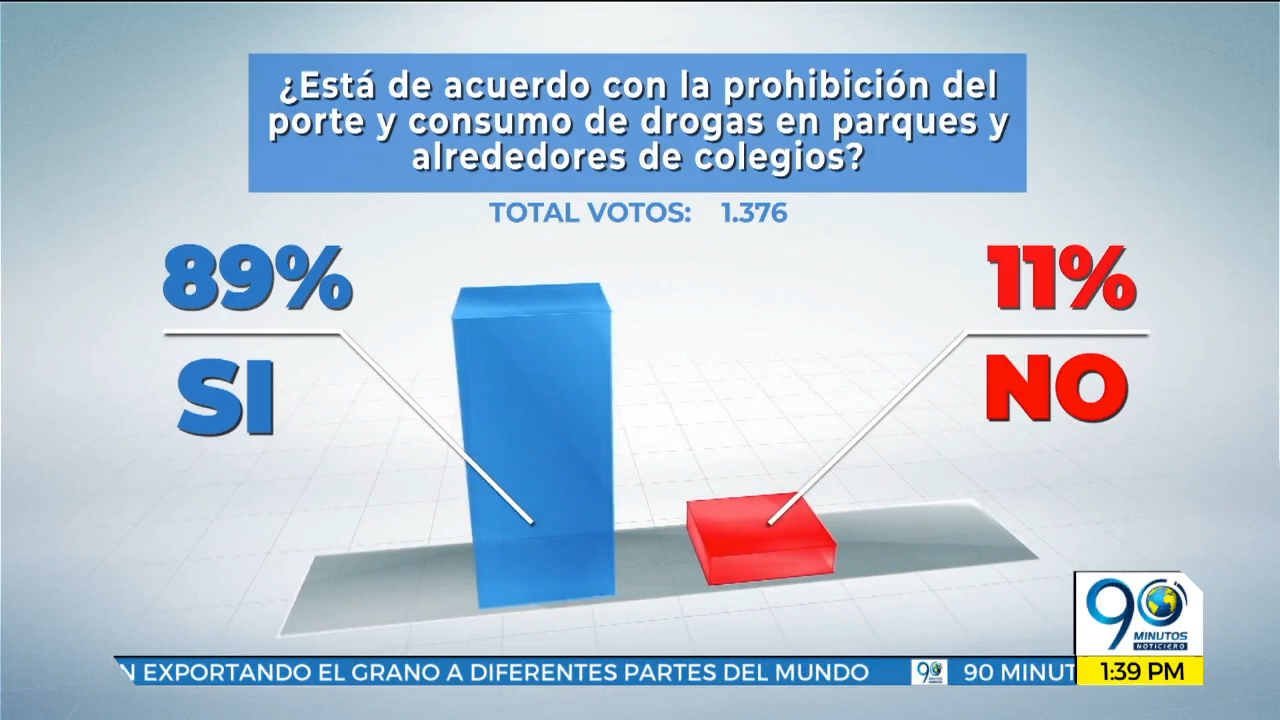 ¿Está de acuerdo con la prohibición del
porte y consumo de drogas en parques y
alrededores de colegios?
TOTAL VOTOS: 1.376
89%
SI
11%
NO
90
MINUTOS
NOTICIERO
N EXPORTANDO EL GRANO A DIFERENTES PARTES DEL MUNDO 90 90 MINUT
1:39 PM